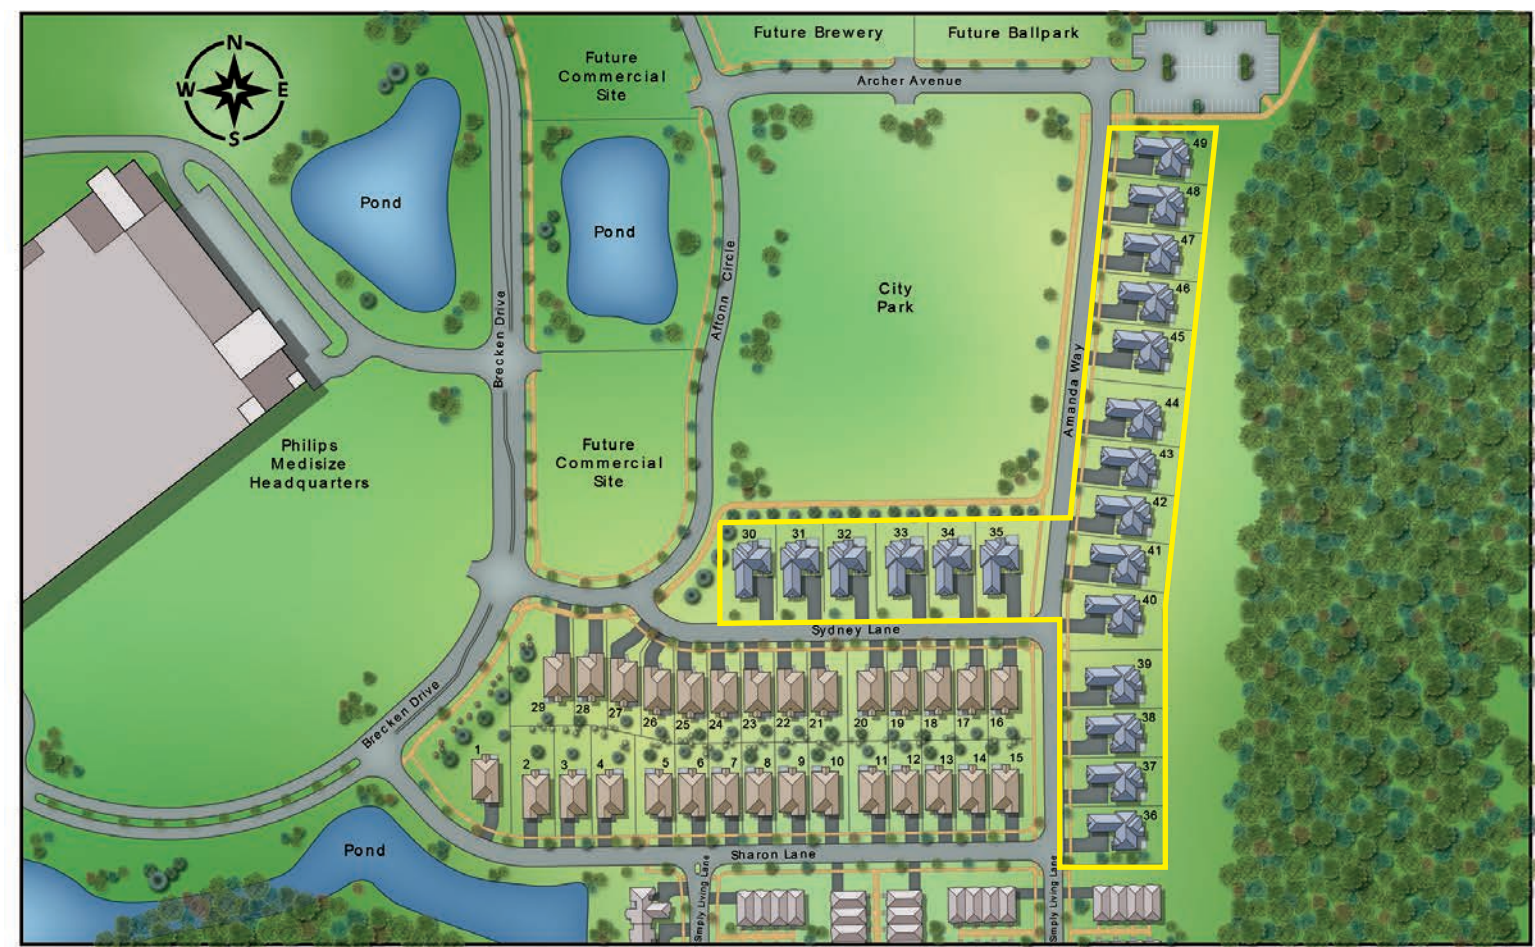 Future Brewery
Future Ballpark
Future
Commercial
Site
Archer Avenue
N
W E
S
49
48
47
46
45
44
43
42
41
40
39
38
37
36
Pond
Pond
City
Park
Aftonn Circle
Brecken Drive
Amanda Way
Philips
Medisize
Headquarters
Future
Commercial
Site
30 31 32 33 34 35
Sydney Lane
Brecken Drive
29 28 27 26 25 24 23 22 21 20 19 18 17 16
1 2 3 4 5 6 7 8 9 10 11 12 13 14 15
Pond
Sharon Lane
Simply Living Lane
Simply Living Lane